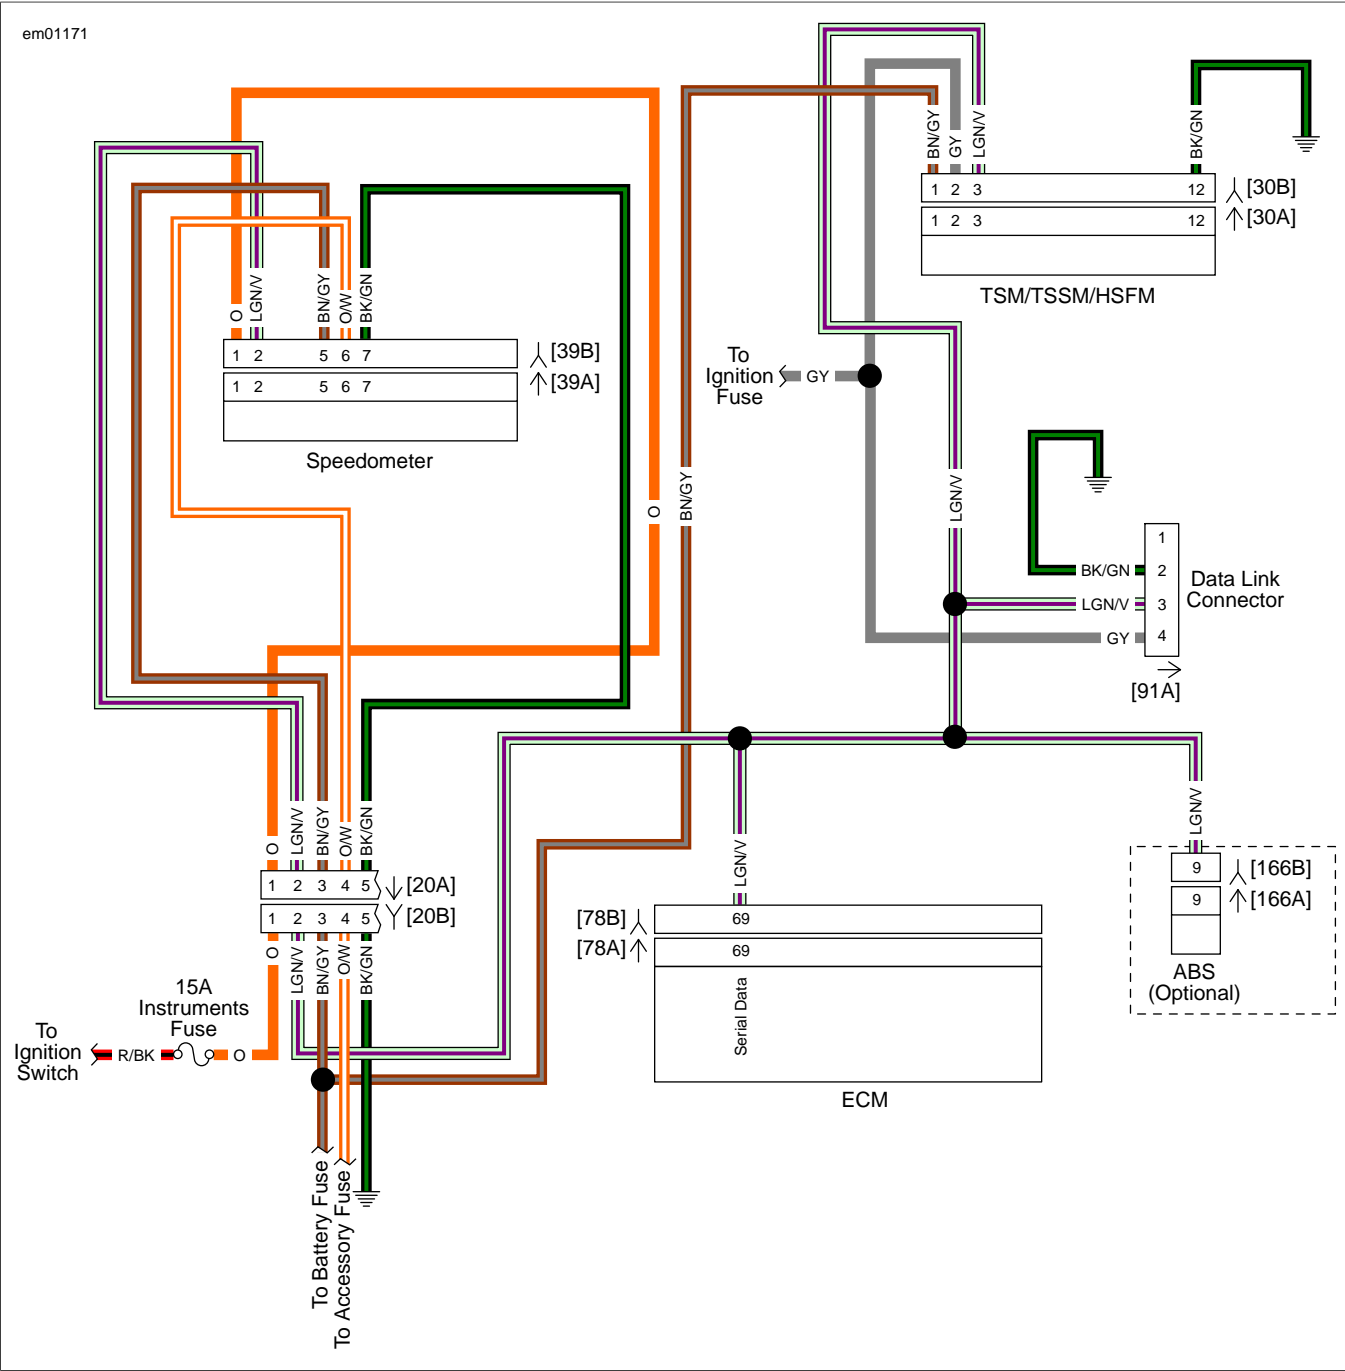 em01171
BN/GY
GY
LGN/V
BK/GN
1 2 3 12
[30B]
1 2 3 12
[30A]
TSM/TSSM/HSFM
O
LGN/V
BN/GY
O/W
BK/GN
1 2 5 6 7
[39B]
1 2 5 6 7
[39A]
Speedometer
To
Ignition
Fuse
GY
O
BN/GY
LGN/V
1
BK/GN 2
LGN/V 3
GY 4
Data Link
Connector
[91A]
O
LGN/V
BN/GY
O/W
BK/GN
1 2 3 4 5
[20A]
1 2 3 4 5
[20B]
O
LGN/V
BN/GY
O/W
BK/GN
15A
Instruments
Fuse
To
Ignition
Switch
R/BK
O
To Battery Fuse
To Accessory Fuse
LGN/V
[78B]
69
[78A]
69
Serial Data
ECM
LGN/V
9
[166B]
9
[166A]
ABS
(Optional)